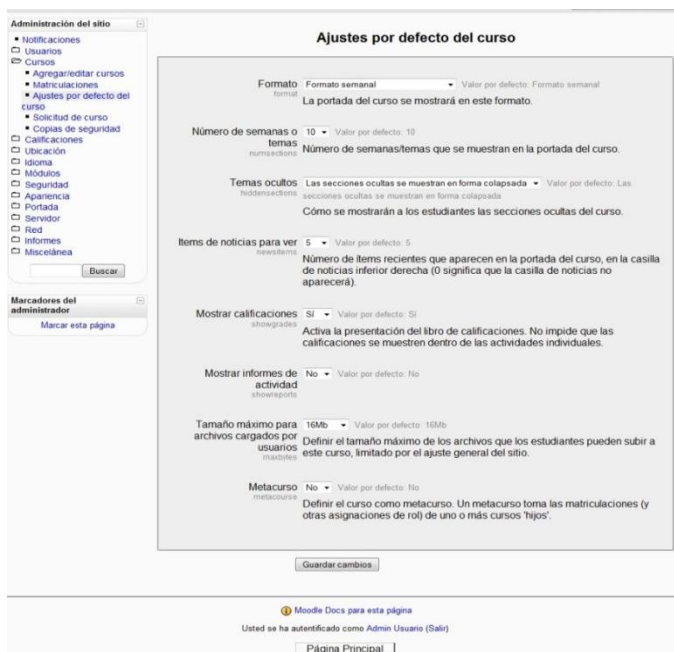 Administración del sitio
Notificaciones
Usuarios
Cursos
Agregar/editar cursos
Matriculaciones
Ajustes por defecto del
curso
Solicitud de curso
Copias de seguridad
Calificaciones
Ubicación
Idioma
Módulos
Seguridad
Apariencia
Portada
Servidor
Red
Informes
Miscelánea
Buscar
Marcadores del
administrador
Marcar esta página
Ajustes por defecto del curso
Formato Formato semanal Valor por defecto: Formato semanal
format
La portada del curso se mostrará en este formato.
Número de semanas o
temas
numsections
10 Valor por defecto: 10
Número de semanas/temas que se muestran en la portada del curso.
Temas ocultos Las secciones ocultas se muestran en forma colapsada Valor por defecto: Las
hiddensections secciones ocultas se muestran en forma colapsada
Cómo se mostrarán a los estudiantes las secciones ocultas del curso.
Items de noticias para ver 5 Valor por defecto: 5
newsitems
Número de ítems recientes que aparecen en la portada del curso, en la casilla
de noticias inferior derecha (0 significa que la casilla de noticias no
aparecerá).
Mostrar calificaciones Sí Valor por defecto: Sí
showgrades
Activa la presentación del libro de calificaciones. No impide que las
calificaciones se muestren dentro de las actividades individuales.
Mostrar informes de
actividad
showreports
No Valor por defecto: No
Tamaño máximo para
archivos cargados por
usuarios
maxbytes
16Mb Valor por defecto: 16Mb
Definir el tamaño máximo de los archivos que los estudiantes pueden subir a
este curso, limitado por el ajuste general del sitio.
Metacurso No Valor por defecto: No
metacourse
Definir el curso como metacurso. Un metacurso toma las matriculaciones (y
otras asignaciones de rol) de uno o más cursos 'hijos'.
Guardar cambios
Moodle Docs para esta página
Usted se ha autentificado como Admin Usuario (Salir)
Página Principal